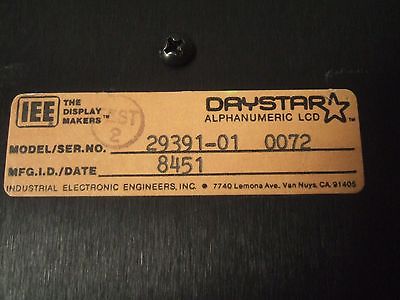 IEE THE DISPLAY MAKERS™ TEST 2 DAYSTAR ™
ALPHANUMERIC LCD
MODEL/SER.NO. 29391-01 0072
MFG.I.D./DATE 8451
INDUSTRIAL ELECTRONIC ENGINEERS, INC. • 7740 Lemona Ave. Van Nuys, CA. 91405